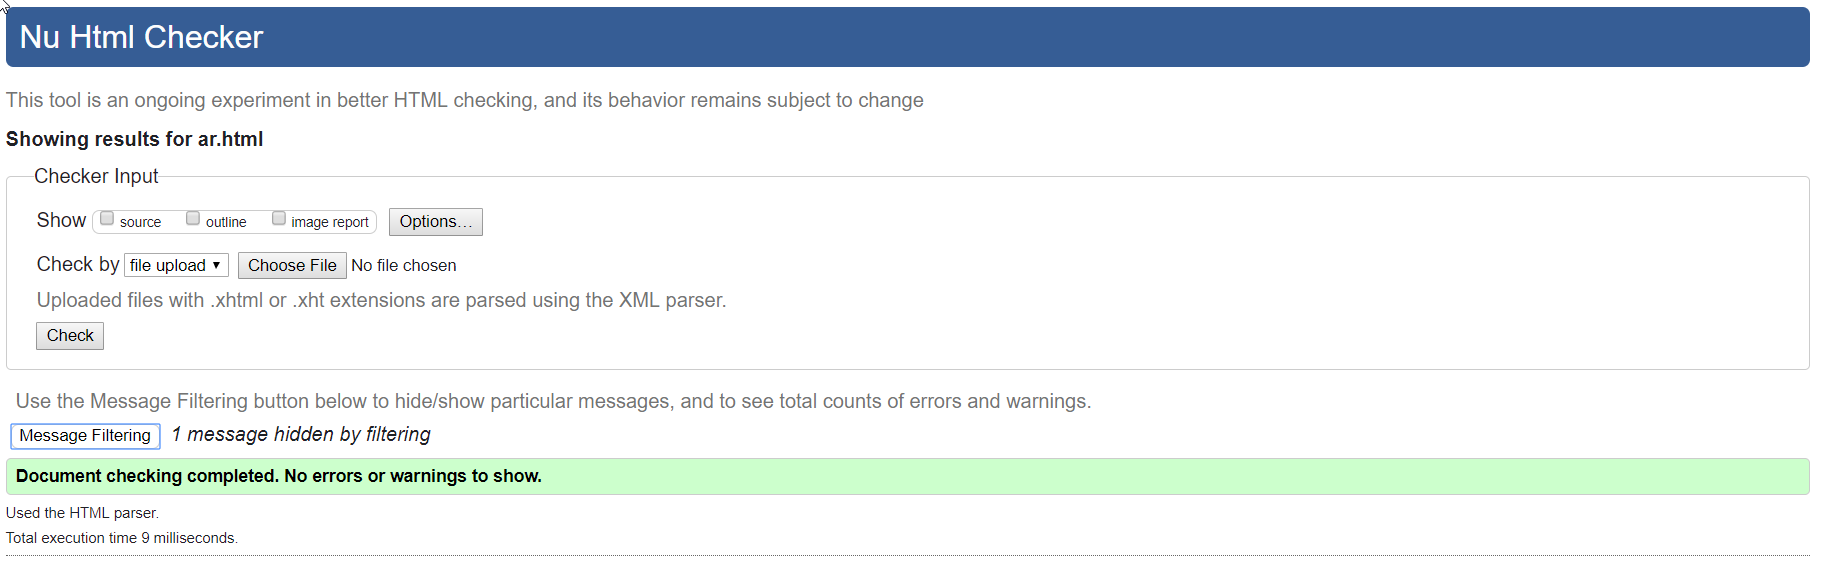 Nu Html Checker
This tool is an ongoing experiment in better HTML checking, and its behavior remains subject to change
Showing results for ar.html
Checker Input
Show source outline image report Options…
Check by file upload Choose File No file chosen
Uploaded files with .xhtml or .xht extensions are parsed using the XML parser.
Check
Use the Message Filtering button below to hide/show particular messages, and to see total counts of errors and warnings.
Message Filtering 1 message hidden by filtering
Document checking completed. No errors or warnings to show.
Used the HTML parser.
Total execution time 9 milliseconds.